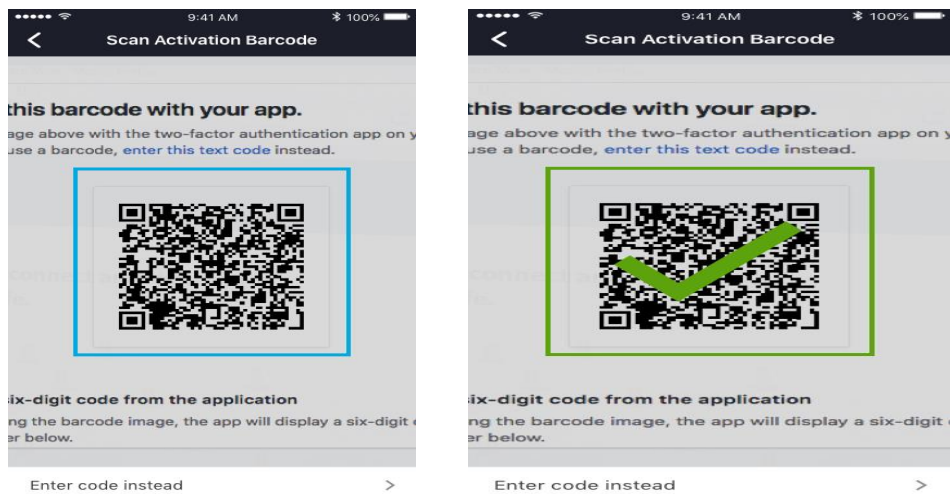 9:41 AM
100%
Scan Activation Barcode
this barcode with your app.
age above with the two-factor authentication app on y
use a barcode, enter this text code instead.
ix-digit code from the application
ng the barcode image, the app will display a six-digit
er below.
Enter code instead
9:41 AM
100%
Scan Activation Barcode
this barcode with your app.
age above with the two-factor authentication app on y
use a barcode, enter this text code instead.
connect
ix-digit code from the application
ng the barcode image, the app will display a six-digit
er below.
Enter code instead